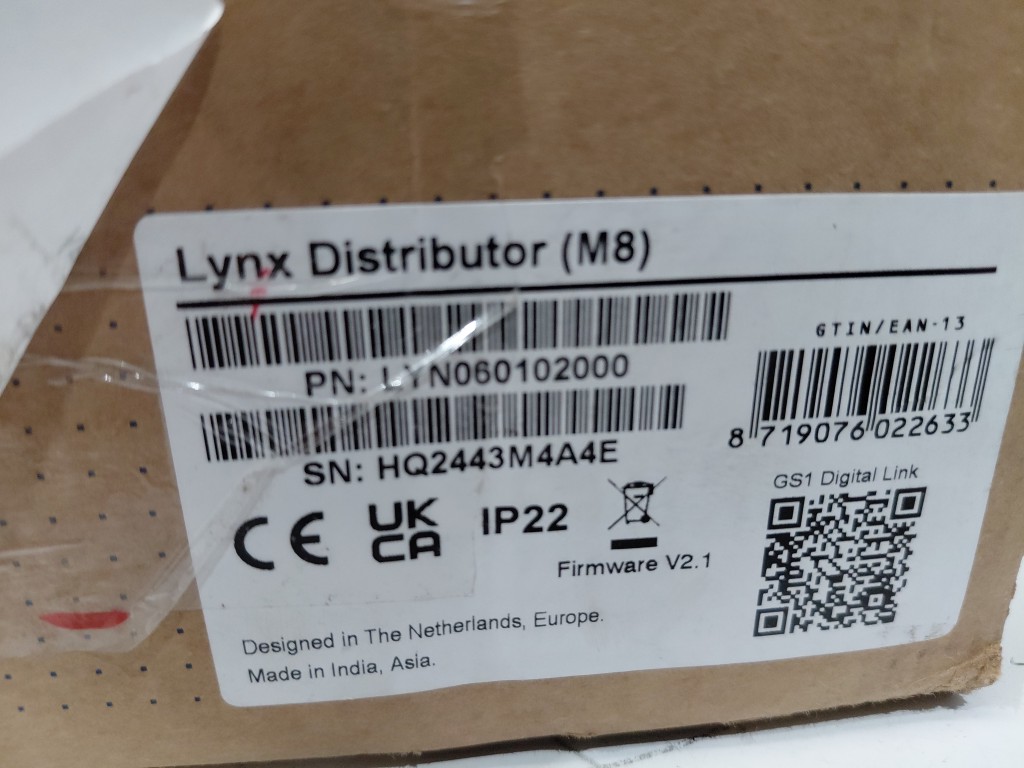 Lynx Distributor (M8)
PN: LYN060102000
SN: HQ2443M4A4E
GTIN/EAN-13
8 719076 022633
GS1 Digital Link
CE UK CA IP22
Firmware V2.1
Designed in The Netherlands, Europe.
Made in India, Asia.